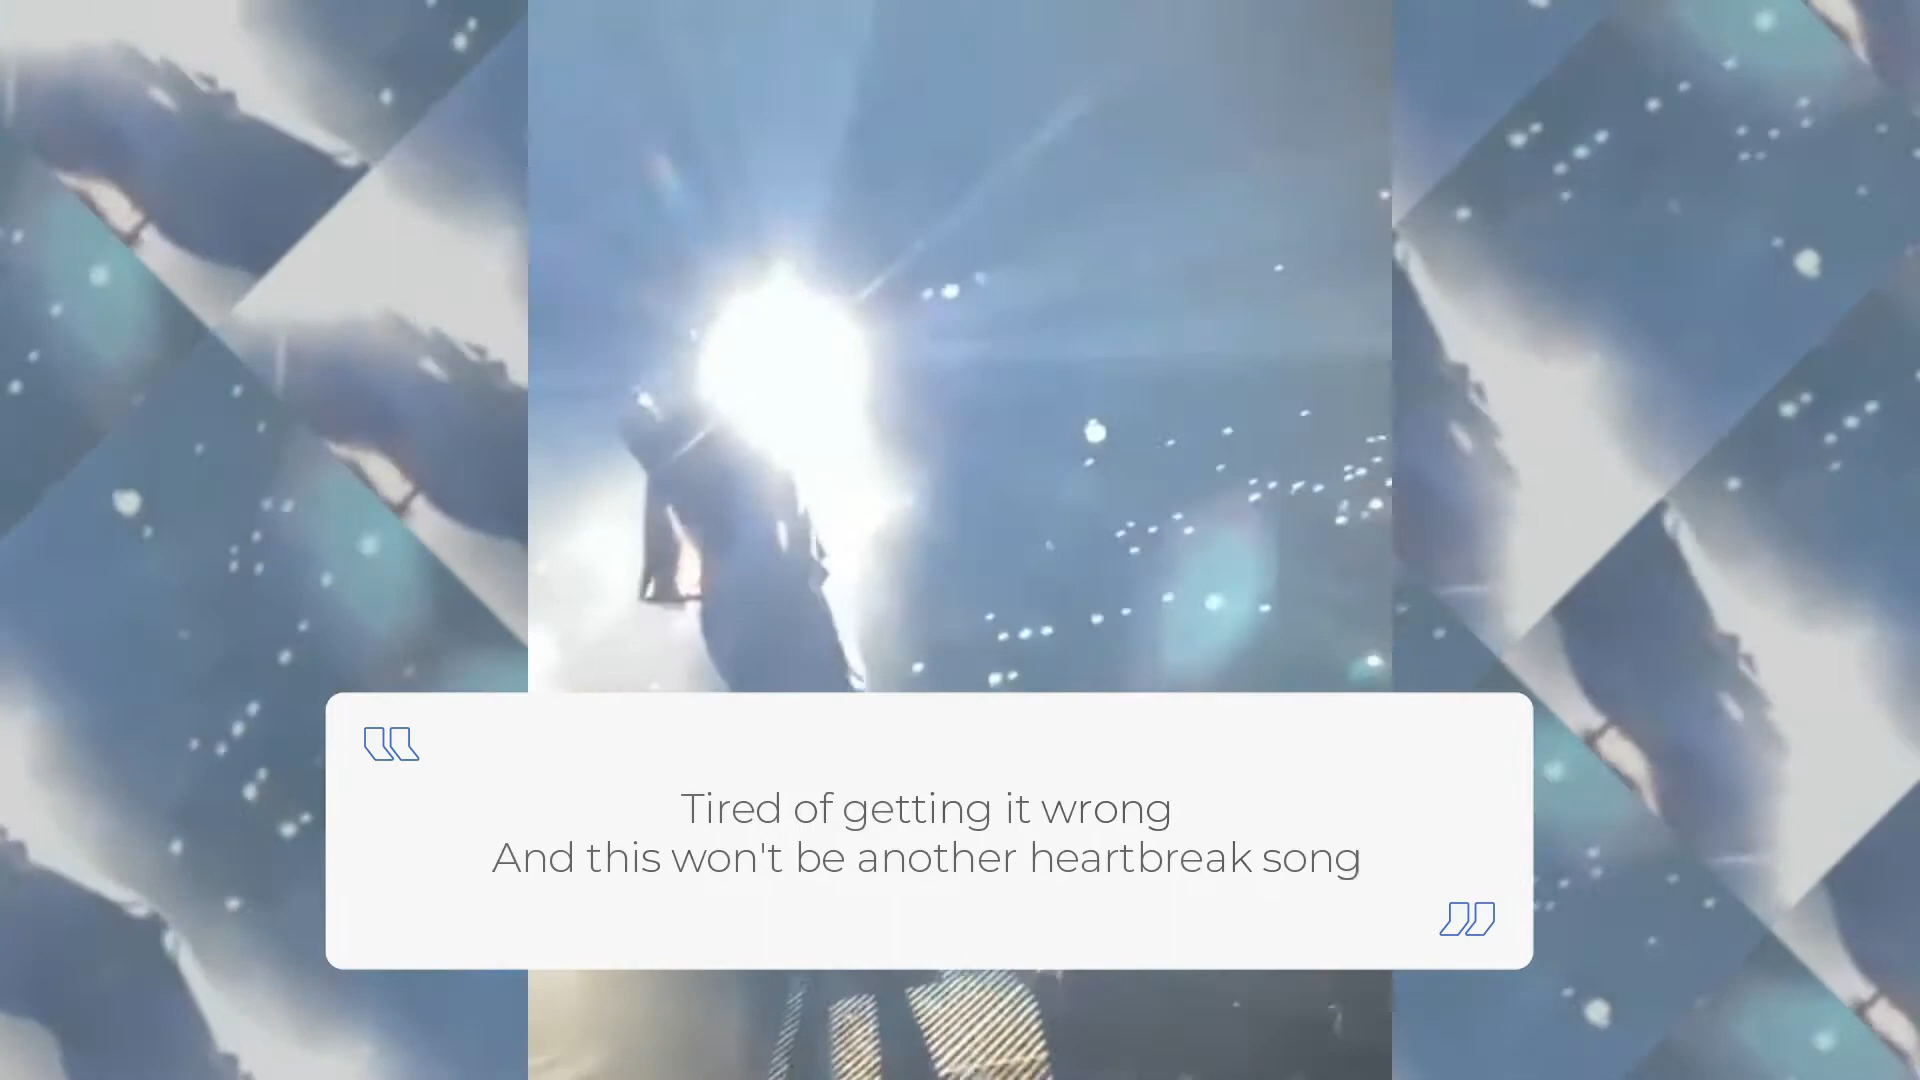 Tired of getting it wrong
And this won't be another heartbreak song